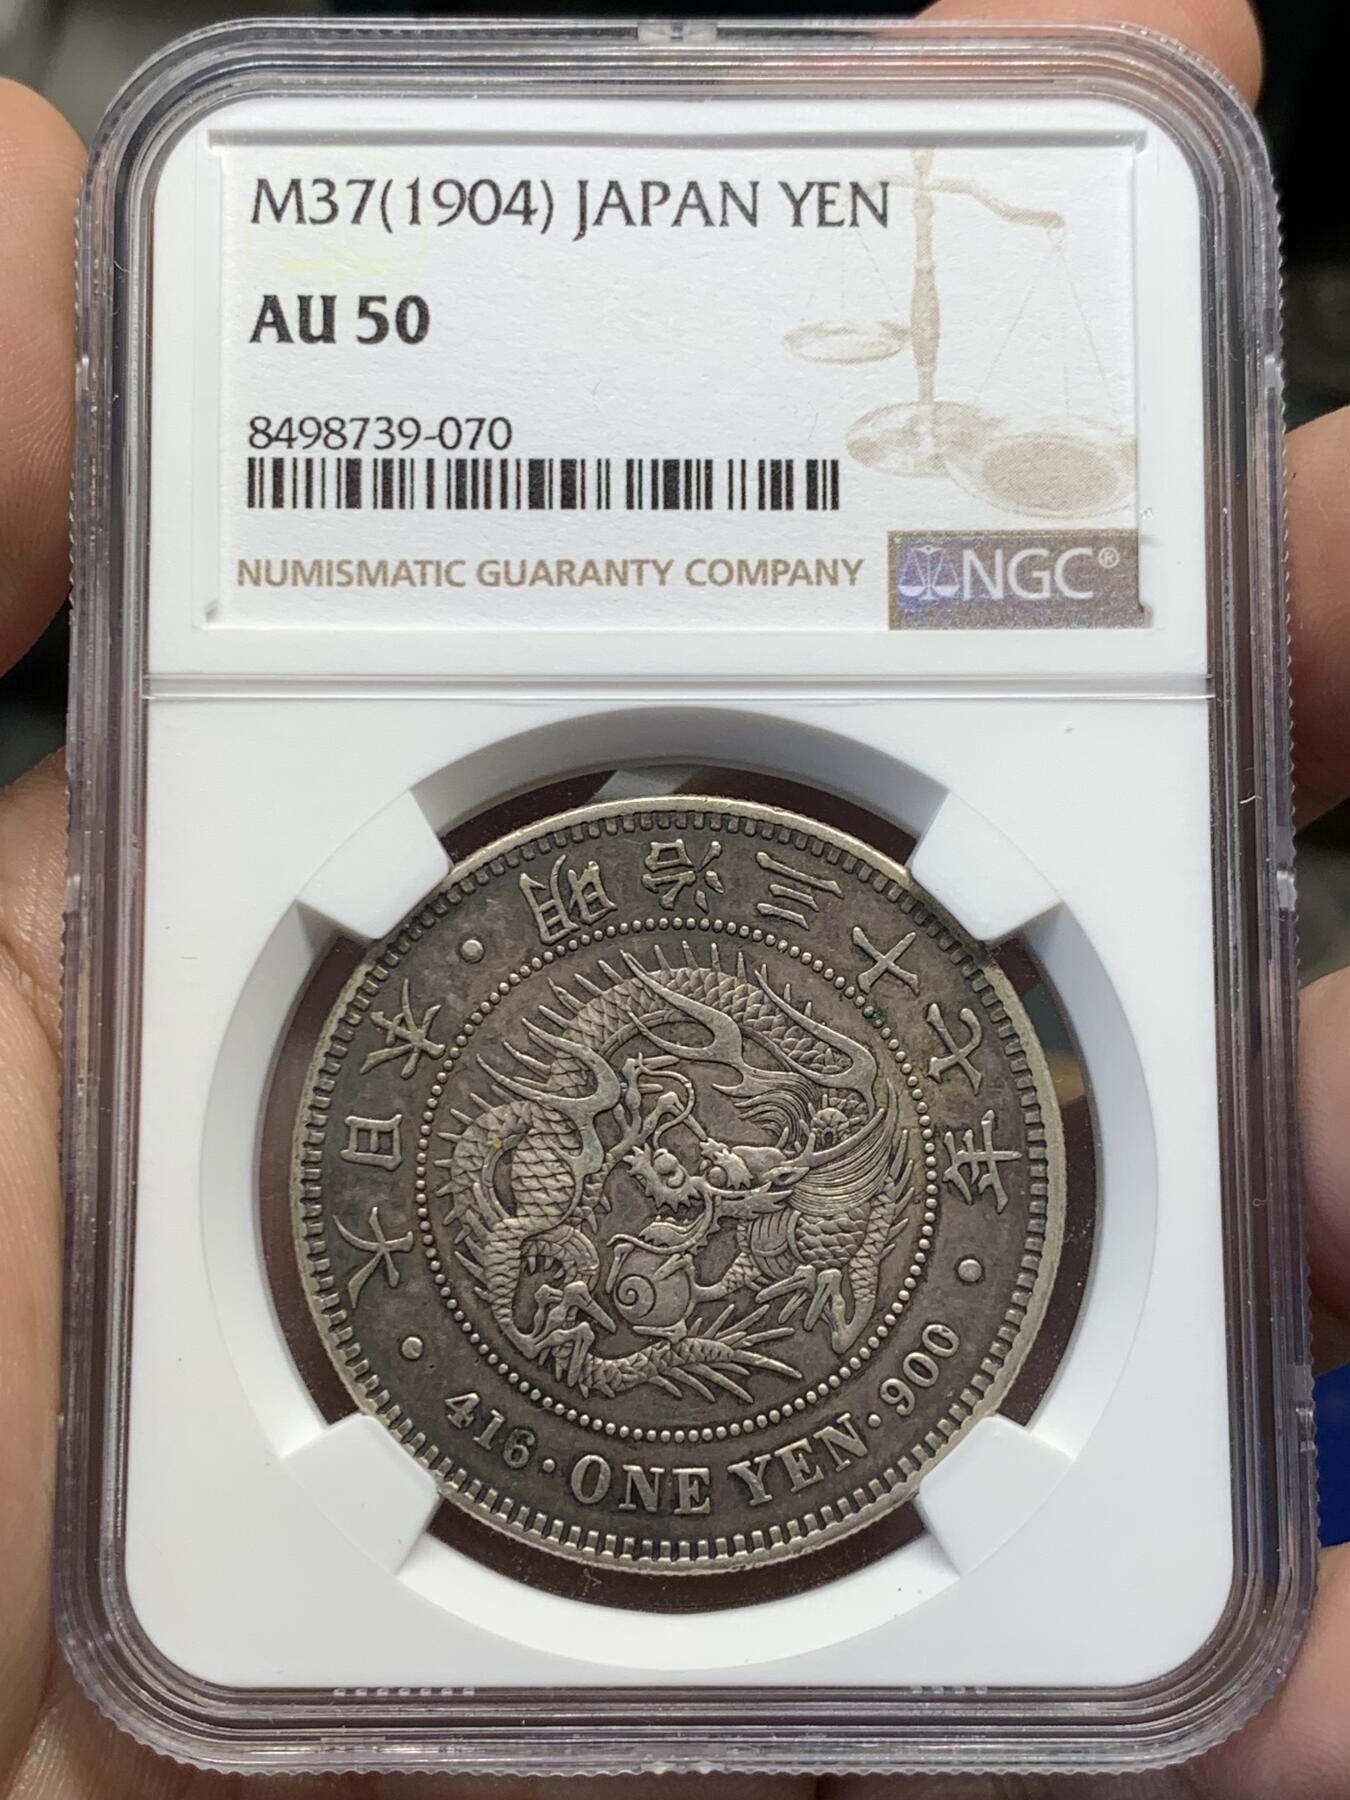 M37(1904) JAPAN YEN
AU 50
8498739-070
NUMISMATIC GUARANTY COMPANY
NGC®
大日本 · 明治三十七年 ·
416 · ONE YEN · 900